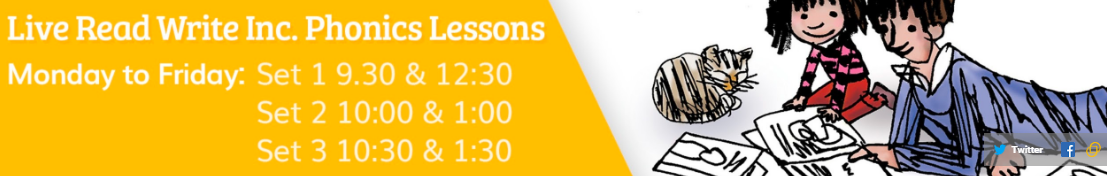 Live Read Write Inc. Phonics Lessons
Monday to Friday: Set 1 9.30 & 12:30
Set 2 10:00 & 1:00
Set 3 10:30 & 1:30
Twitter